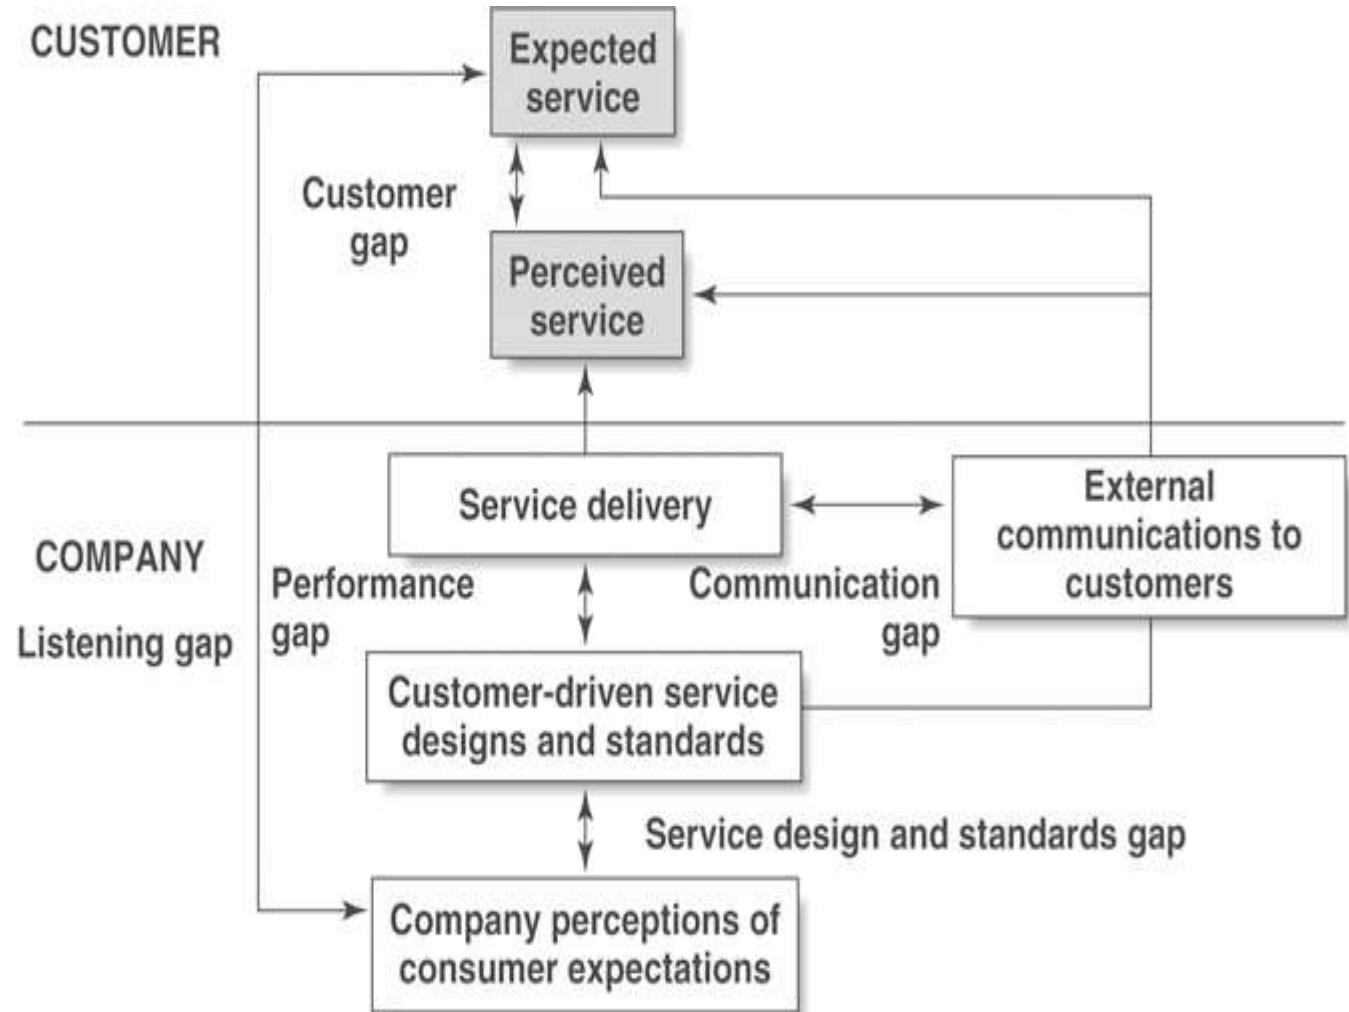 CUSTOMER
Expected
service
Customer
gap
Perceived
service
Service delivery
External
communications to
customers
COMPANY
Listening gap
Performance
gap
Communication
gap
Customer-driven service
designs and standards
Service design and standards gap
Company perceptions of
consumer expectations